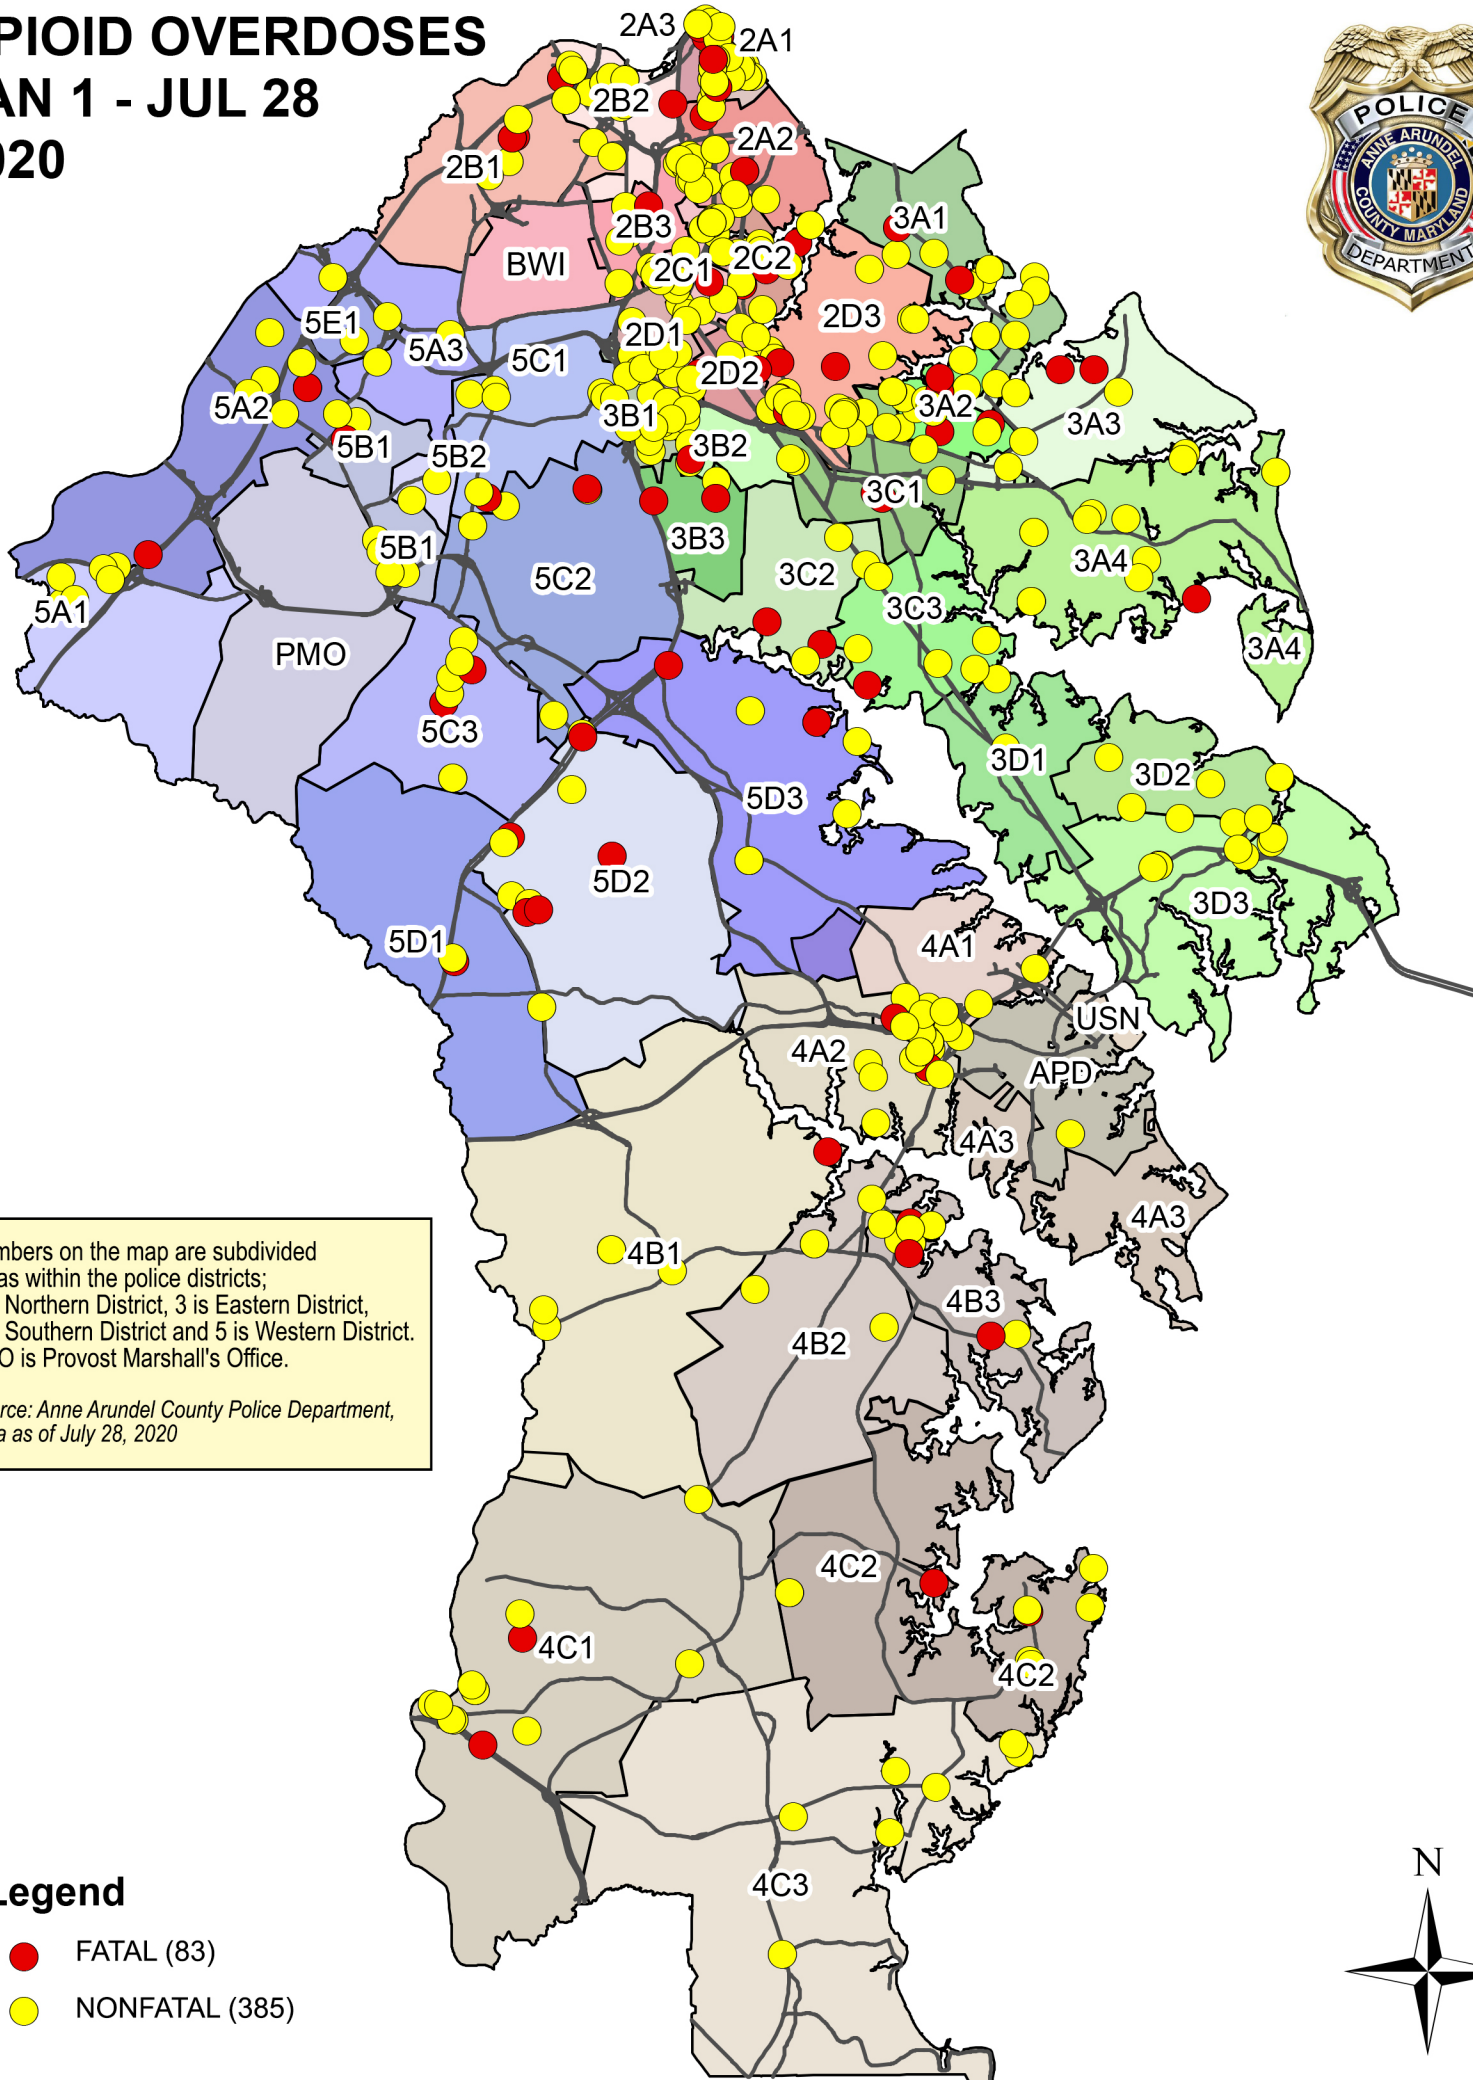 PIOID OVERDOSES
AN 1 - JUL 28
020
POLICE
ANNE ARUNDEL
COUNTY MARYLAND
DEPARTMENT
2A3
2A1
2B2
2A2
2B1
2B3
3A1
BWI
2C1
2C2
5E1
2D3
5A3
2D1
5C1
2D2
5A2
3B1
3A2
3A3
5B1
5B2
3B2
3C1
3B3
5B1
5C2
3C2
3A4
5A1
3C3
PMO
3A4
5C3
3D1
3D2
5D3
5D2
3D3
5D1
4A1
USN
4A2
APD
4A3
4A3
4B1
4B3
4B2
mbers on the map are subdivided
as within the police districts;
Northern District, 3 is Eastern District,
Southern District and 5 is Western District.
O is Provost Marshall's Office.
rce: Anne Arundel County Police Department,
a as of July 28, 2020
4C2
4C1
4C2
4C3
N
Legend
FATAL (83)
NONFATAL (385)